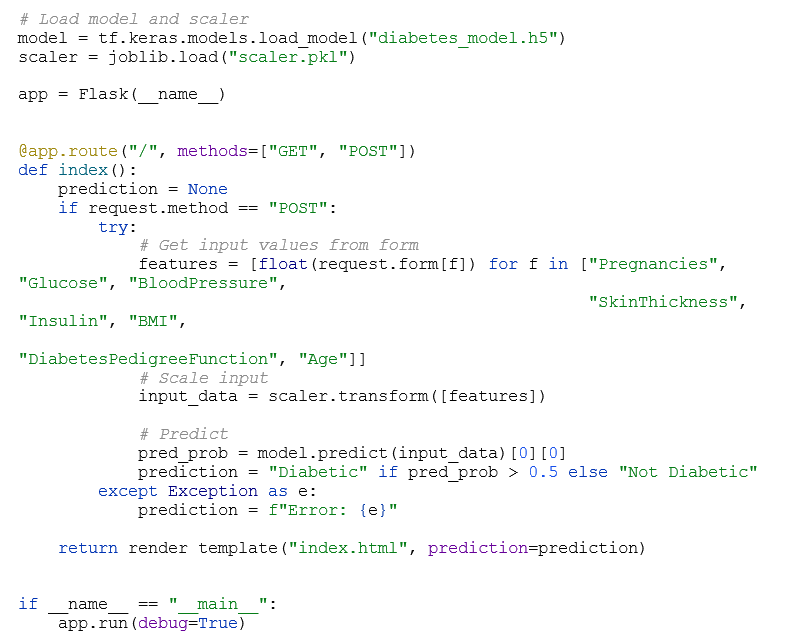 # Load model and scaler
model = tf.keras.models.load_model("diabetes_model.h5")
scaler = joblib.load("scaler.pkl")

app = Flask(__name__)


@app.route("/", methods=["GET", "POST"])
def index():
    prediction = None
    if request.method == "POST":
        try:
            # Get input values from form
            features = [float(request.form[f]) for f in ["Pregnancies",
"Glucose", "BloodPressure",
                                                         "SkinThickness",
"Insulin", "BMI",

"DiabetesPedigreeFunction", "Age"]]
            # Scale input
            input_data = scaler.transform([features])

            # Predict
            pred_prob = model.predict(input_data)[0][0]
            prediction = "Diabetic" if pred_prob > 0.5 else "Not Diabetic"
        except Exception as e:
            prediction = f"Error: {e}"

    return render_template("index.html", prediction=prediction)


if __name__ == "__main__":
    app.run(debug=True)